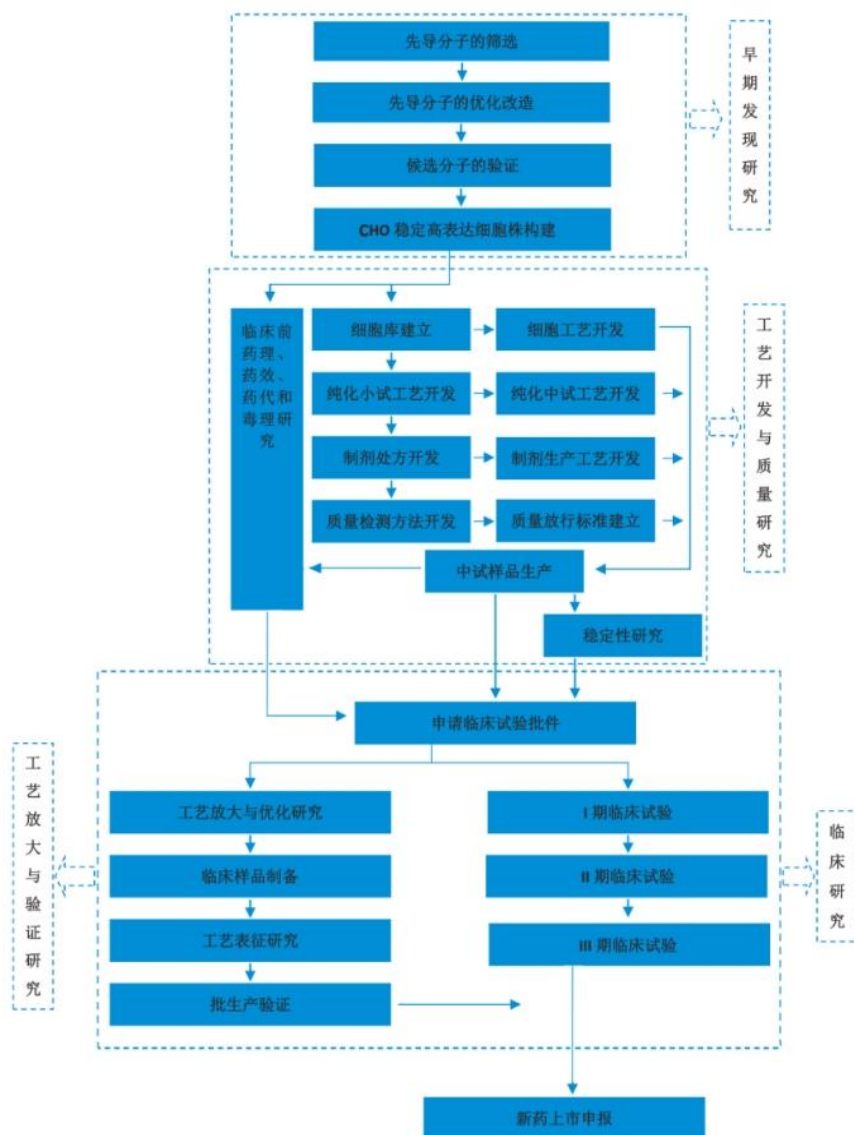 先导分子的筛选
先导分子的优化改造
候选分子的验证
CHO 稳定高表达细胞株构建
早期发现研究
临床前
药理、
药效、
药代和
毒理研
究
细胞库建立
细胞工艺开发
纯化小试工艺开发
纯化中试工艺开发
制剂处方开发
制剂生产工艺开发
质量检测方法开发
质量放行标准建立
中试样品生产
稳定性研究
工艺开发与质量研究
申请临床试验批件
工艺放大与优化研究
临床样品制备
工艺表征研究
批生产验证
工艺放大与验证研究
I 期临床试验
II 期临床试验
III 期临床试验
临床研究
新药上市申报